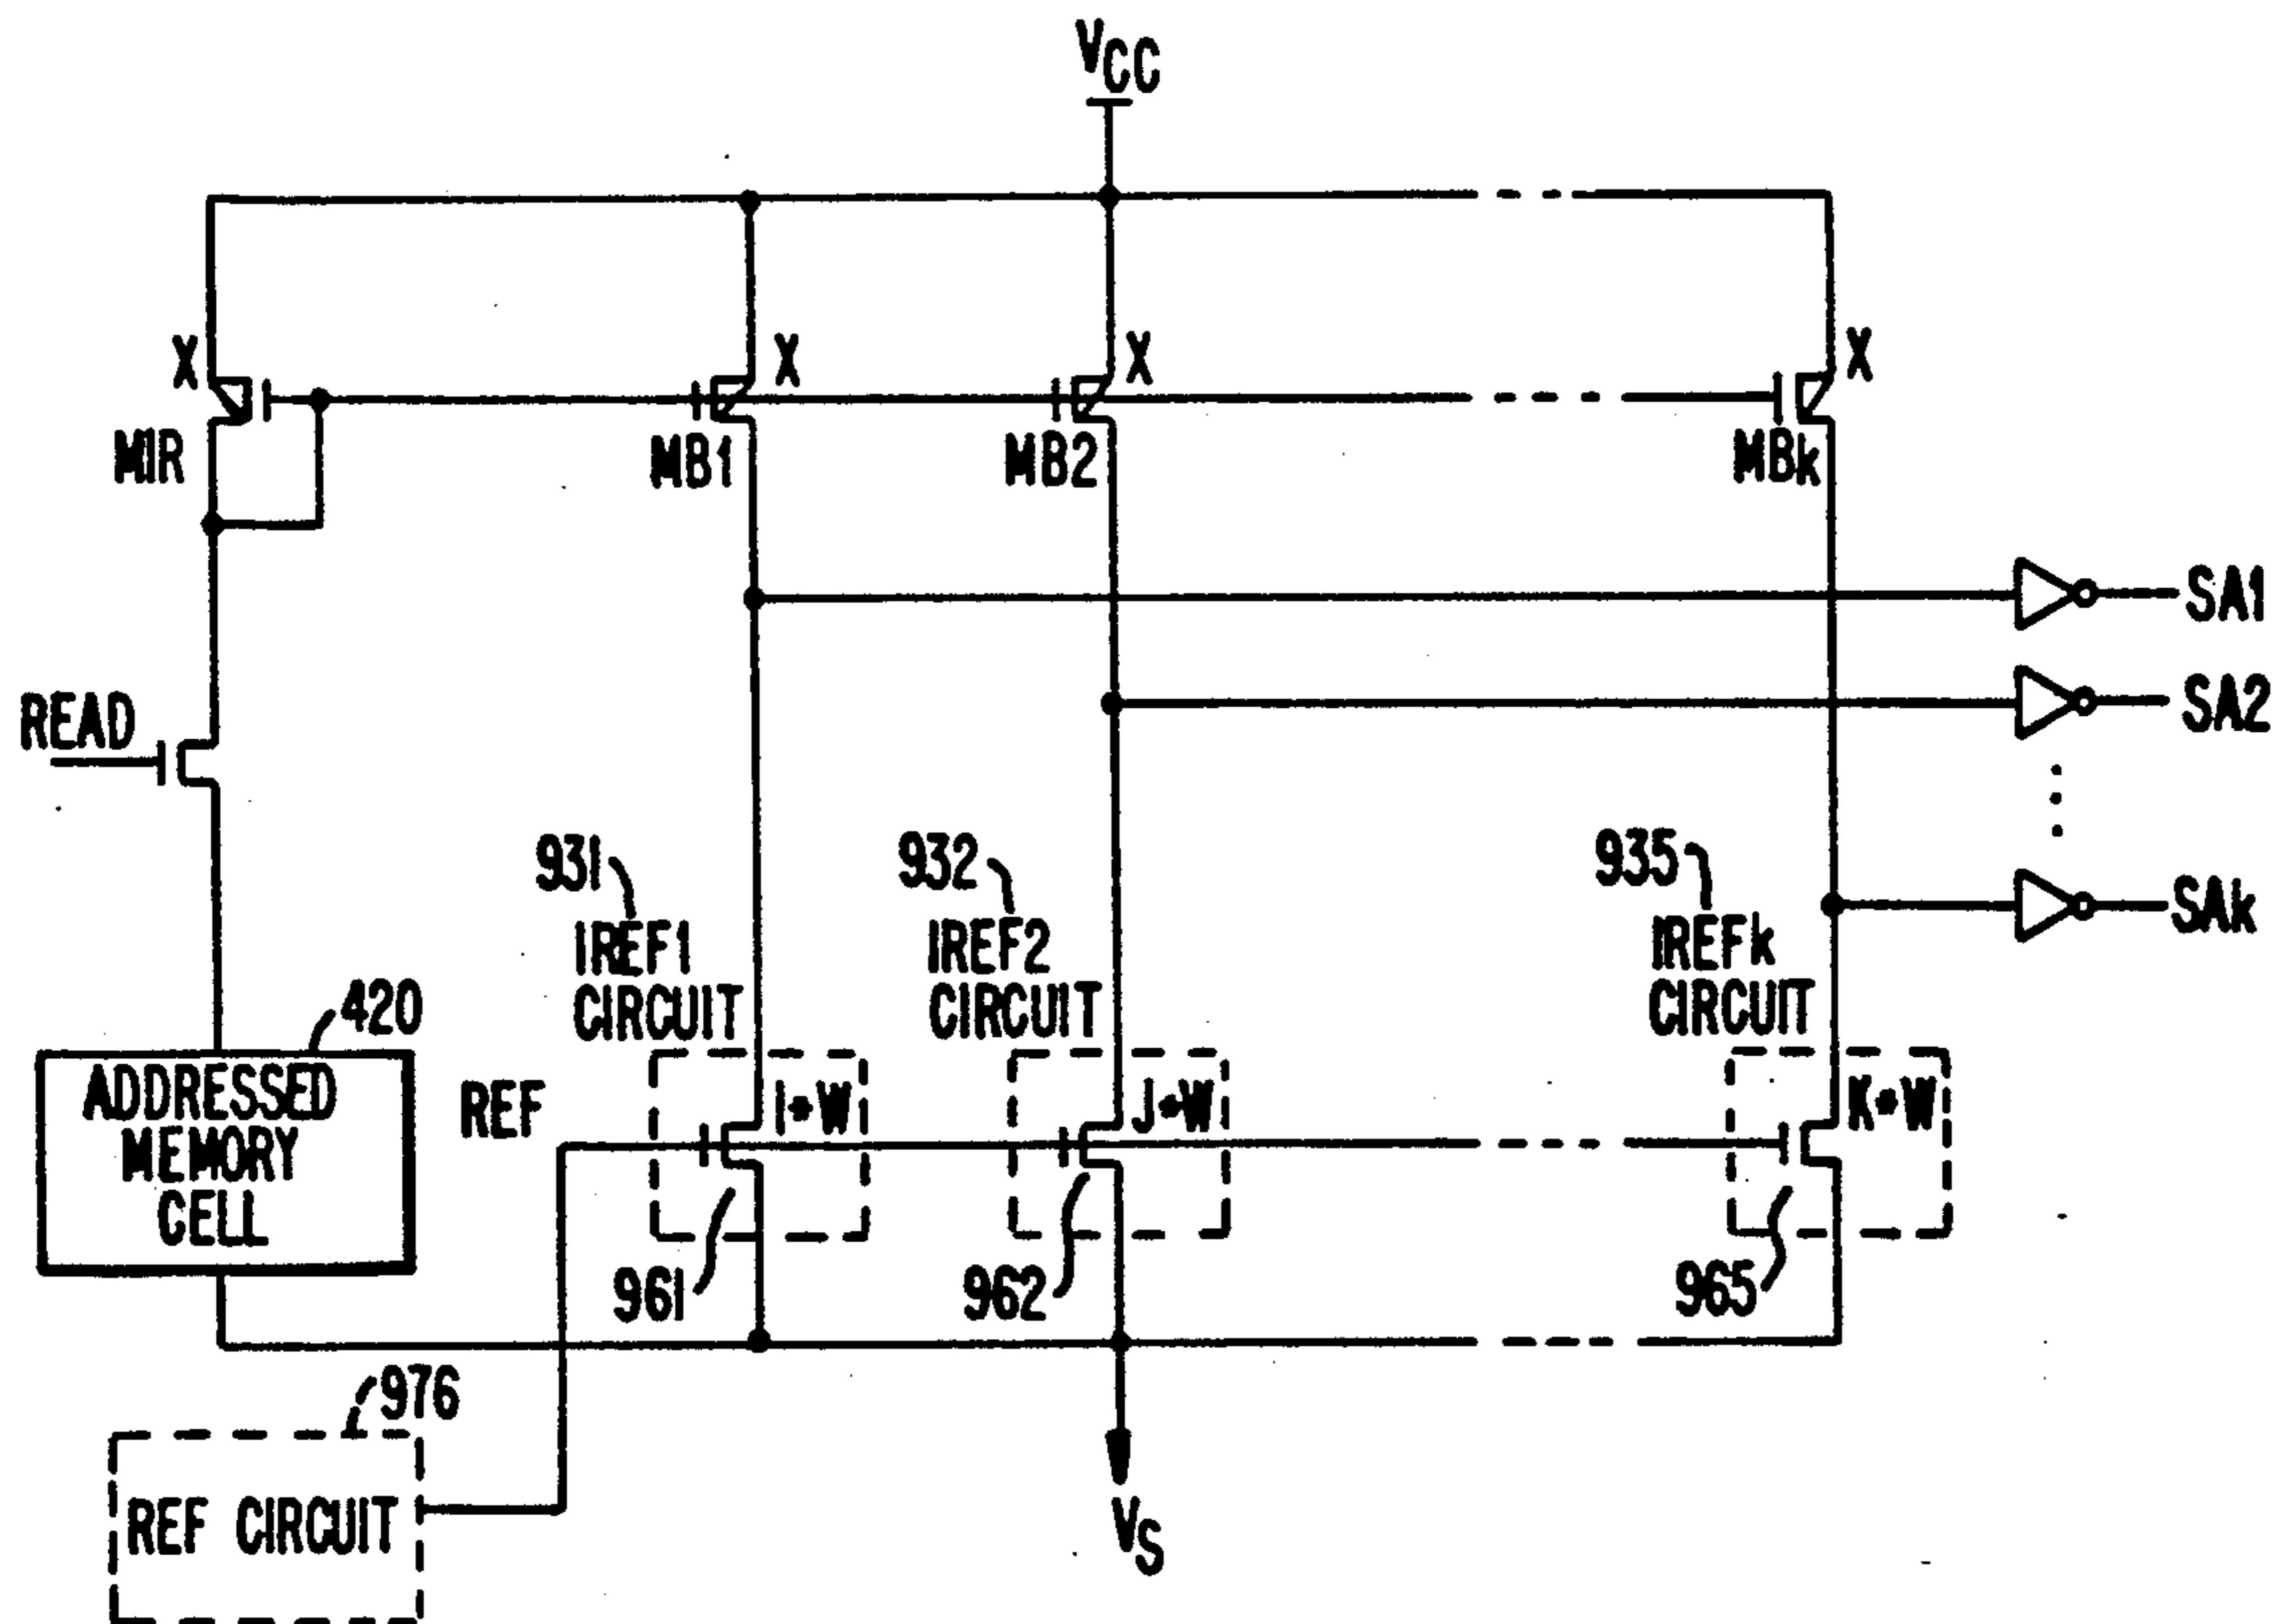 VCC
X
X
X
X
MIR
MB1
MB2
MBk
SA1
READ
SA2
931
932
935
IREF1
CIRCUIT
IREF2
CIRCUIT
IREFk
CIRCUIT
SAk
420
ADDRESSED
MEMORY
CELL
REF
I*W
J*W
K*W
961
962
965
976
REF CIRCUIT
VS